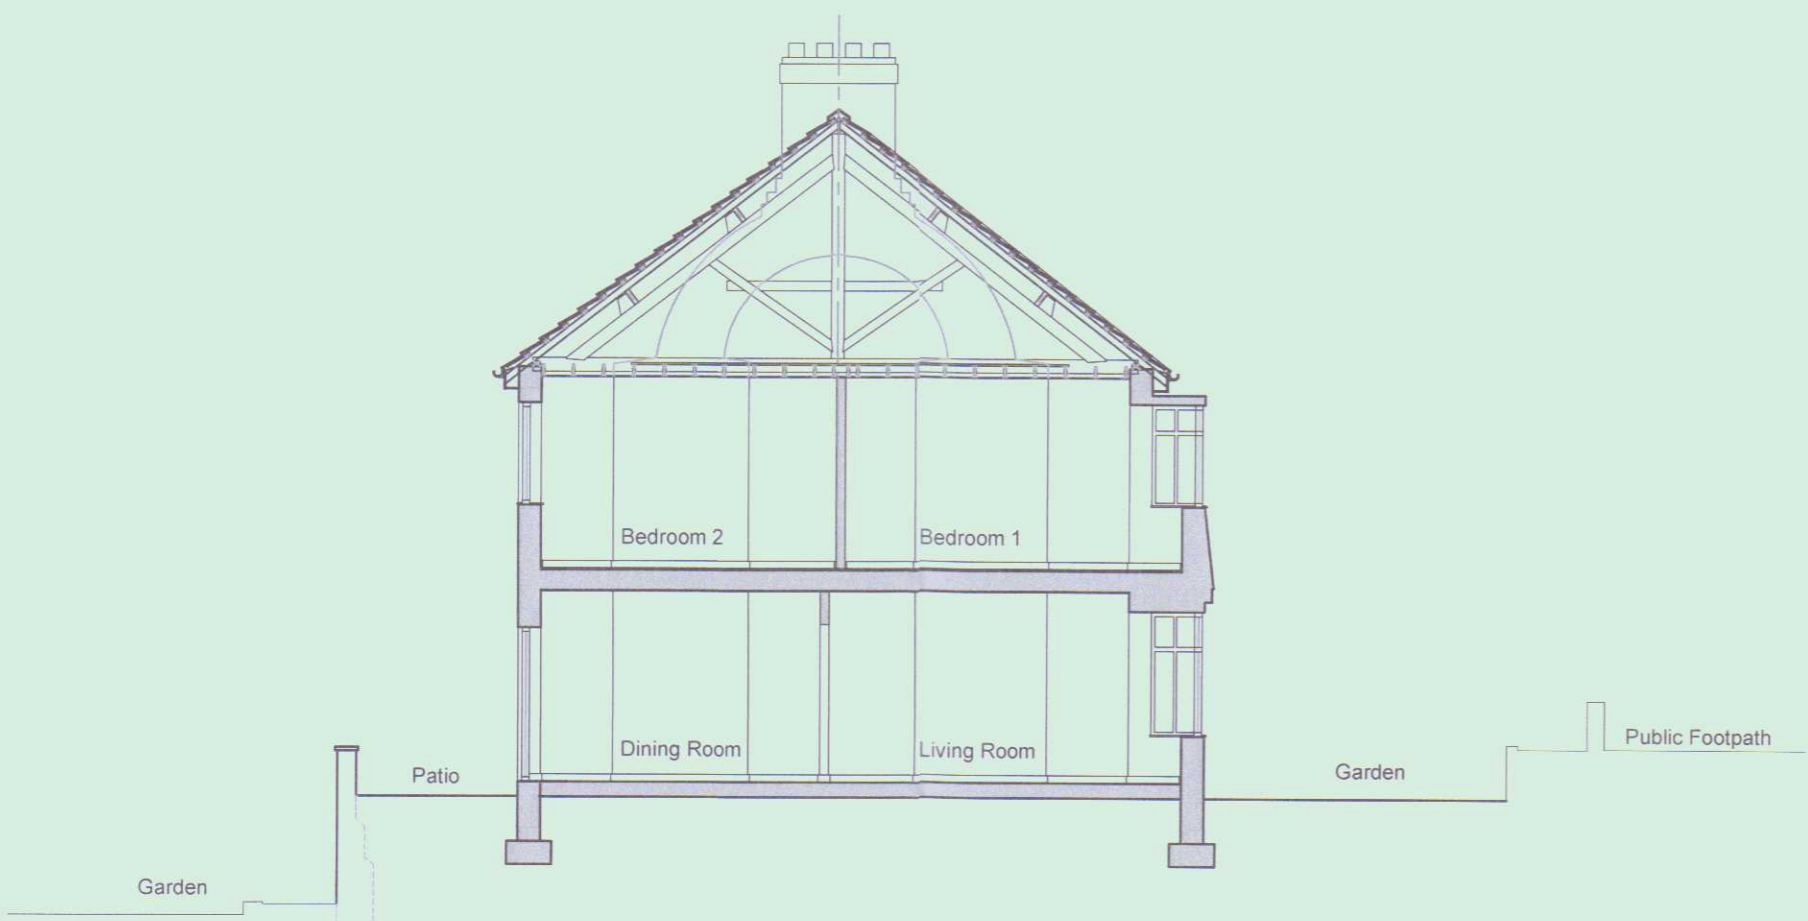 Bedroom 2
Bedroom 1
Dining Room
Living Room
Public Footpath
Patio
Garden
Garden